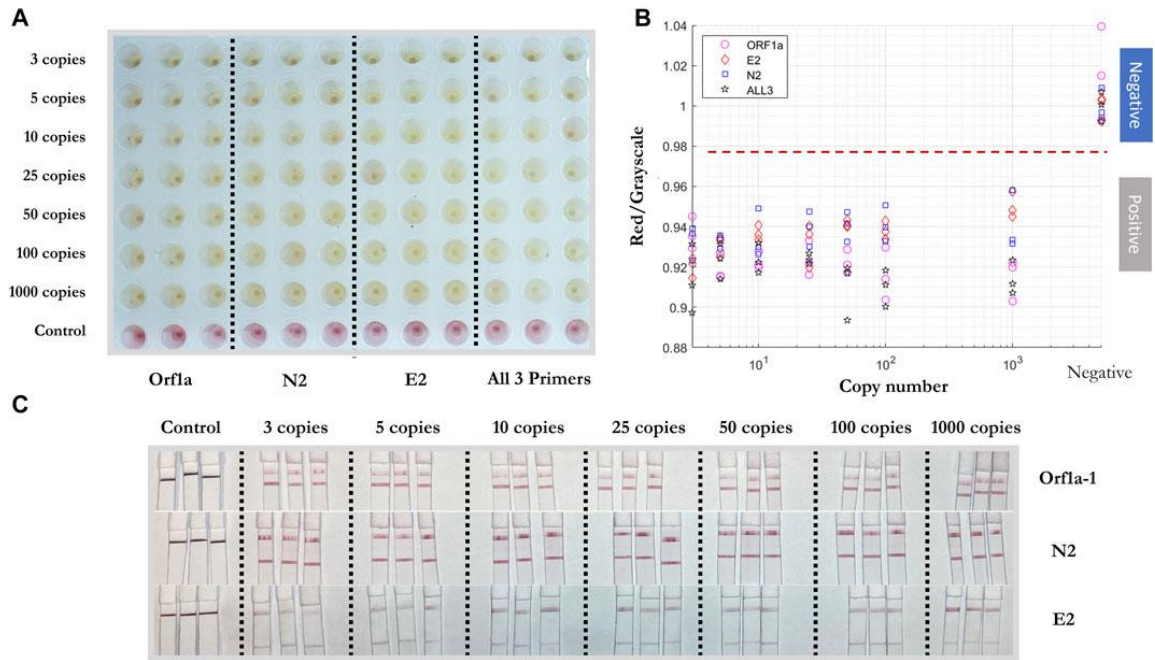 A
3 copies
5 copies
10 copies
25 copies
50 copies
100 copies
1000 copies
Control
Orf1a
N2
E2
All 3 Primers
B
1.04
1.02
1
0.98
0.96
0.94
0.92
0.9
0.88
Red/Grayscale
ORF1a
E2
N2
ALL3
10¹
10²
10³
Negative
Copy number
Negative
Positive
C
Control 3 copies 5 copies 10 copies 25 copies 50 copies 100 copies 1000 copies
Orf1a-1
N2
E2